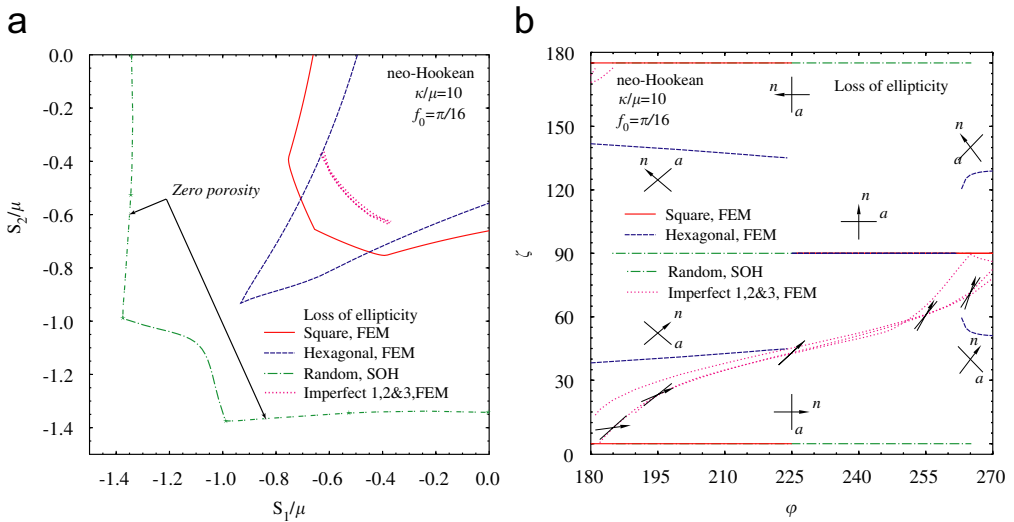 a
0.0
-0.2
-0.4
-0.6
-0.8
-1.0
-1.2
-1.4
S2/μ
-1.4
-1.2
-1.0
-0.8
-0.6
-0.4
-0.2
0.0
S1/μ
neo-Hookean
κ/μ=10
f0=π/16
Zero porosity
Loss of ellipticity
Square, FEM
Hexagonal, FEM
Random, SOH
Imperfect 1,2&3,FEM
b
175
150
125
100
90
60
30
0
ζ
180
195
210
225
240
255
270
φ
neo-Hookean
κ/μ=10
f0=π/16
n
a
Loss of ellipticity
n
a
n
a
n
a
Square, FEM
Hexagonal, FEM
Random, SOH
Imperfect 1,2&3, FEM
n
a
n
a
n
a